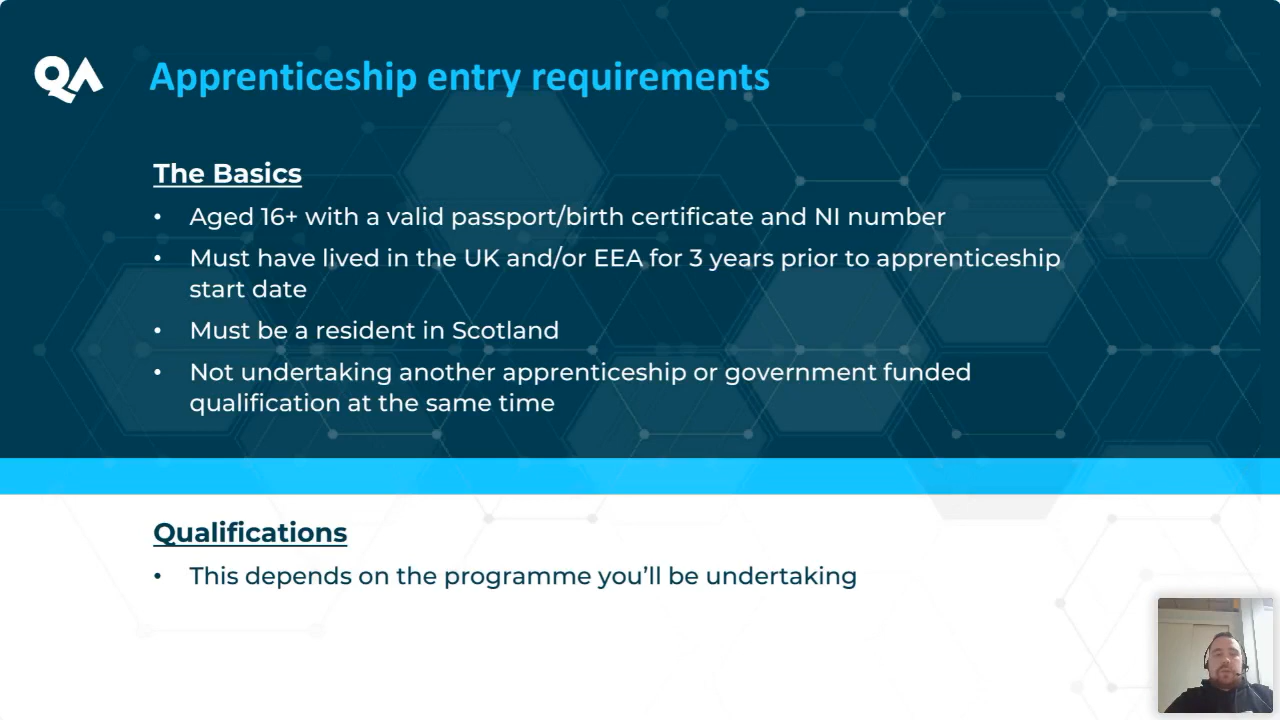 QA
Apprenticeship entry requirements
The Basics
• Aged 16+ with a valid passport/birth certificate and NI number
• Must have lived in the UK and/or EEA for 3 years prior to apprenticeship
start date
• Must be a resident in Scotland
• Not undertaking another apprenticeship or government funded
qualification at the same time
Qualifications
• This depends on the programme you’ll be undertaking